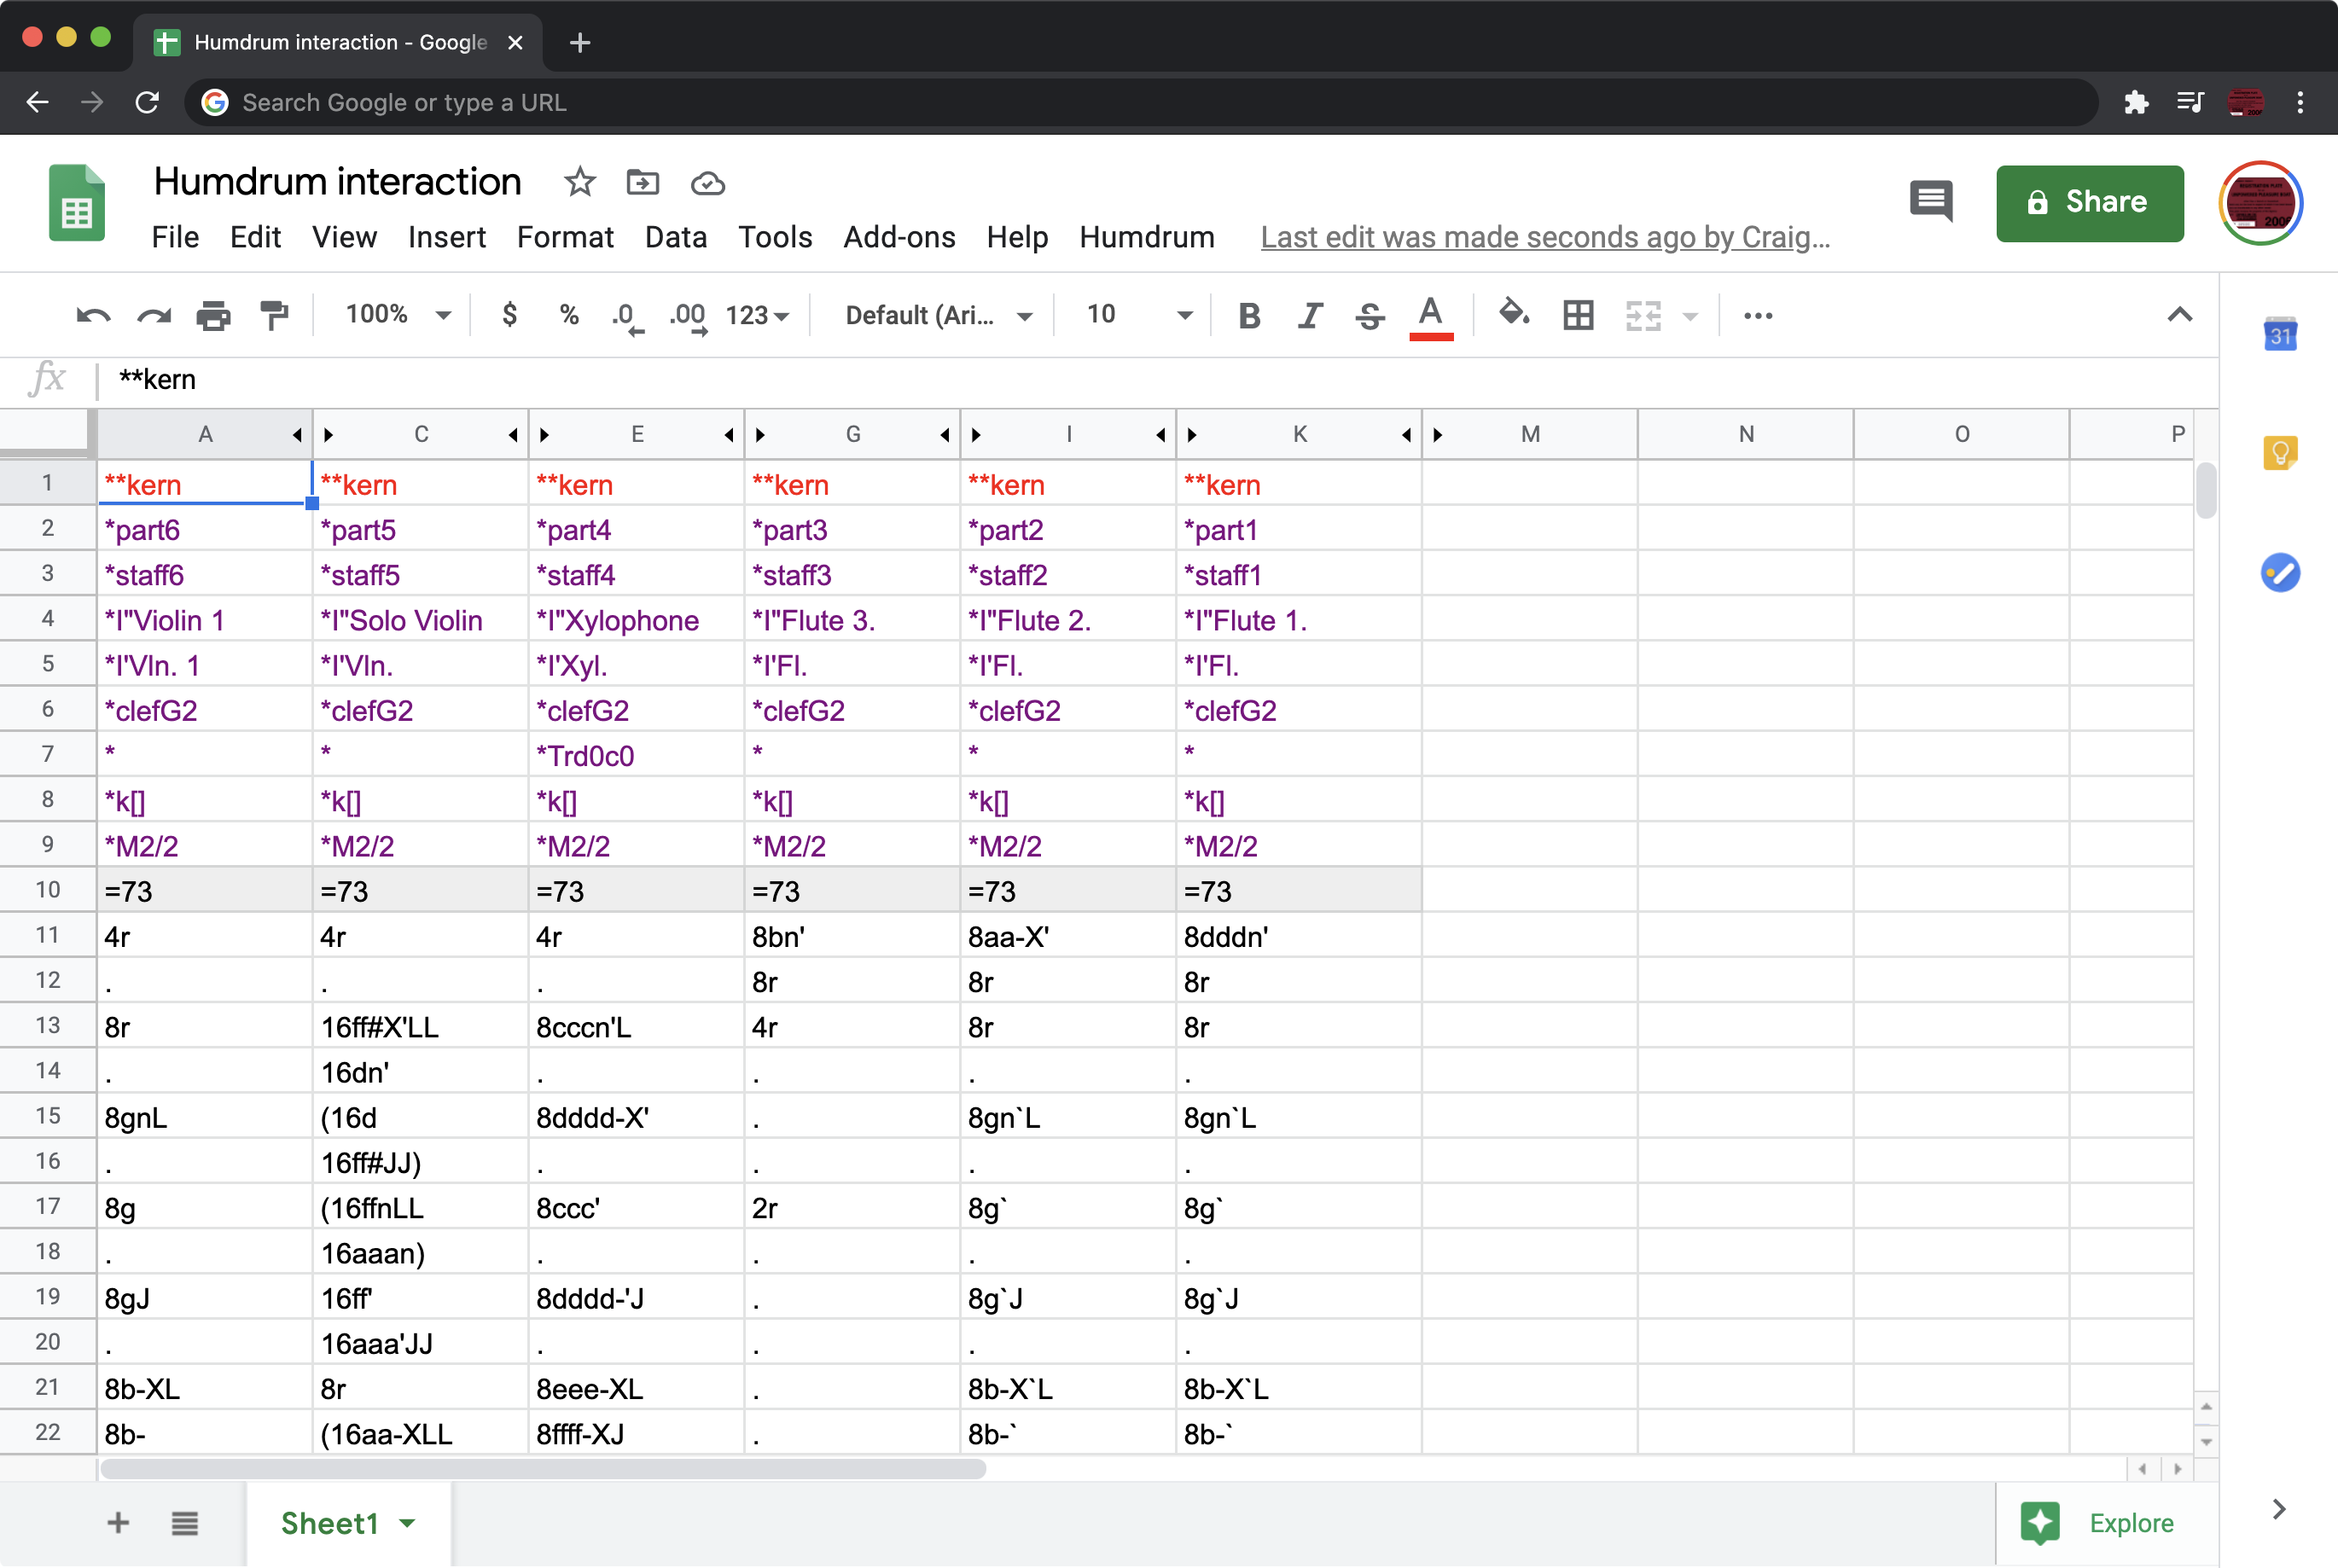 Humdrum interaction - Google
Search Google or type a URL
Humdrum interaction
Share
File Edit View Insert Format Data Tools Add-ons Help Humdrum Last edit was made seconds ago by Craig...
100% $ % .0 .00 123 Default (Ari... 10 B I S A
31
fx **kern
A C E G I K M N O P
1 **kern **kern **kern **kern **kern **kern
2 *part6 *part5 *part4 *part3 *part2 *part1
3 *staff6 *staff5 *staff4 *staff3 *staff2 *staff1
4 *I"Violin 1 *I"Solo Violin *I"Xylophone *I"Flute 3. *I"Flute 2. *I"Flute 1.
5 *I'Vln. 1 *I'Vln. *I'Xyl. *I'Fl. *I'Fl. *I'Fl.
6 *clefG2 *clefG2 *clefG2 *clefG2 *clefG2 *clefG2
7 * * *Trd0c0 * * *
8 *k[] *k[] *k[] *k[] *k[] *k[]
9 *M2/2 *M2/2 *M2/2 *M2/2 *M2/2 *M2/2
10 =73 =73 =73 =73 =73 =73
11 4r 4r 4r 8bn' 8aa-X' 8dddn'
12 . . . 8r 8r 8r
13 8r 16ff#X'LL 8cccn'L 4r 8r 8r
14 . 16dn' . . . .
15 8gnL (16d 8dddd-X' . 8gn`L 8gn`L
16 . 16ff#JJ) . . . .
17 8g (16ffnLL 8ccc' 2r 8g` 8g`
18 . 16aaan) . . . .
19 8gJ 16ff' 8dddd-'J . 8g`J 8g`J
20 . 16aaa'JJ . . . .
21 8b-XL 8r 8eee-XL . 8b-X`L 8b-X`L
22 8b- (16aa-XLL 8ffff-XJ . 8b-` 8b-`
Sheet1
Explore